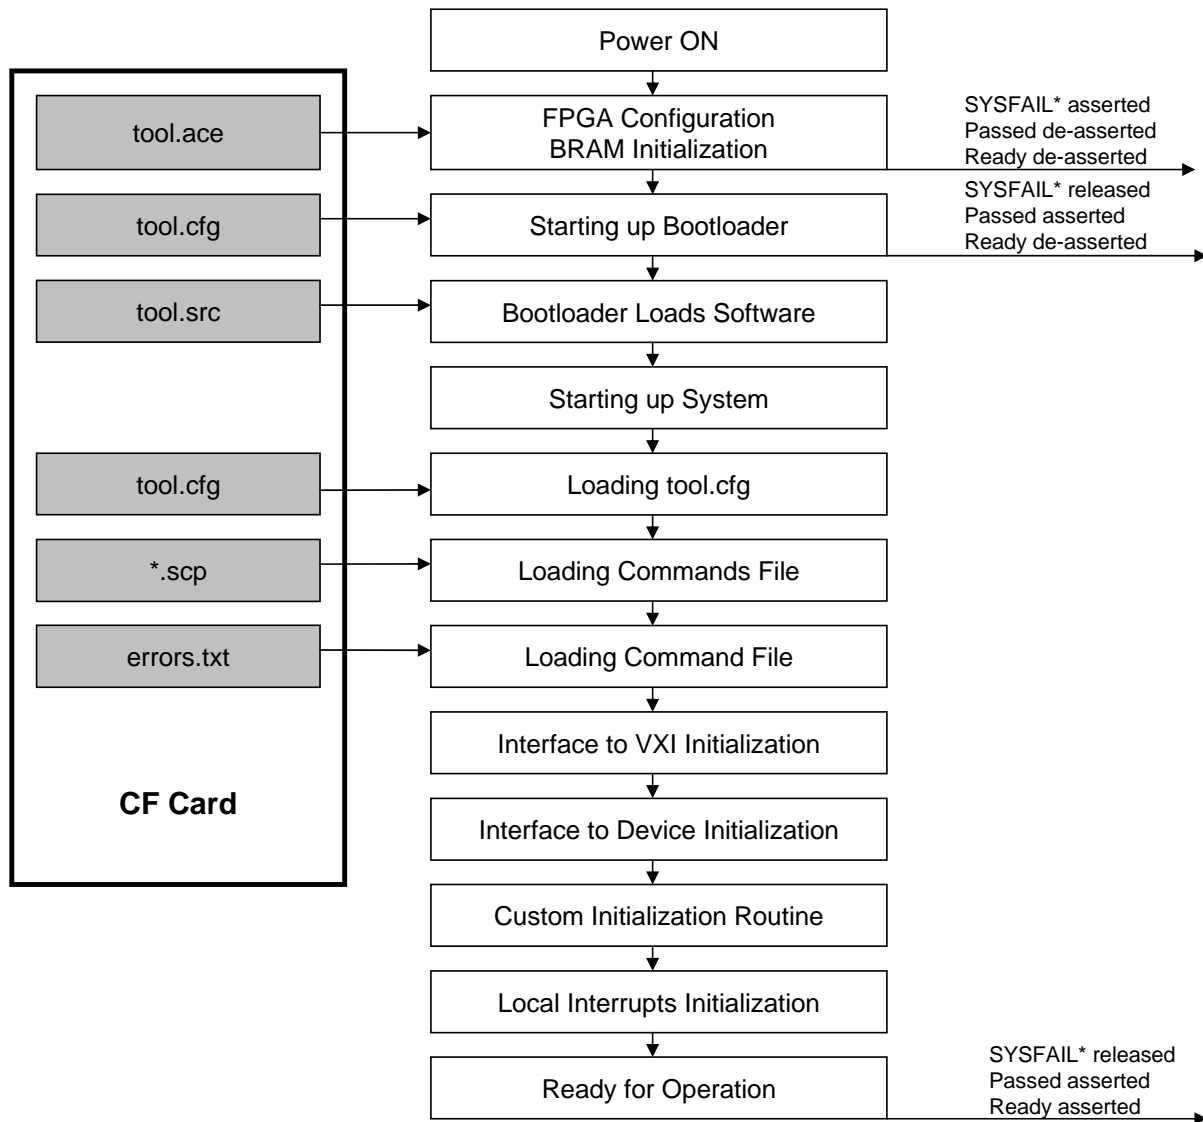 Power ON
tool.ace
FPGA Configuration
BRAM Initialization
SYSFAIL* asserted
Passed de-asserted
Ready de-asserted
tool.cfg
Starting up Bootloader
SYSFAIL* released
Passed asserted
Ready de-asserted
tool.src
Bootloader Loads Software
Starting up System
tool.cfg
Loading tool.cfg
*.scp
Loading Commands File
errors.txt
Loading Command File
Interface to VXI Initialization
CF Card
Interface to Device Initialization
Custom Initialization Routine
Local Interrupts Initialization
Ready for Operation
SYSFAIL* released
Passed asserted
Ready asserted